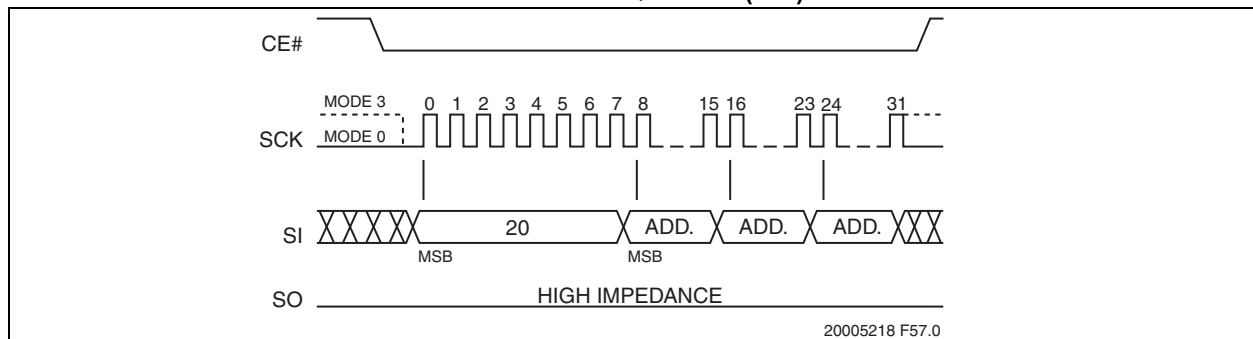 CE#
MODE 3
0 1 2 3 4 5 6 7 8 15 16 23 24 31
SCK MODE 0
SI 20 ADD. ADD. ADD.
MSB MSB
SO HIGH IMPEDANCE
20005218 F57.0